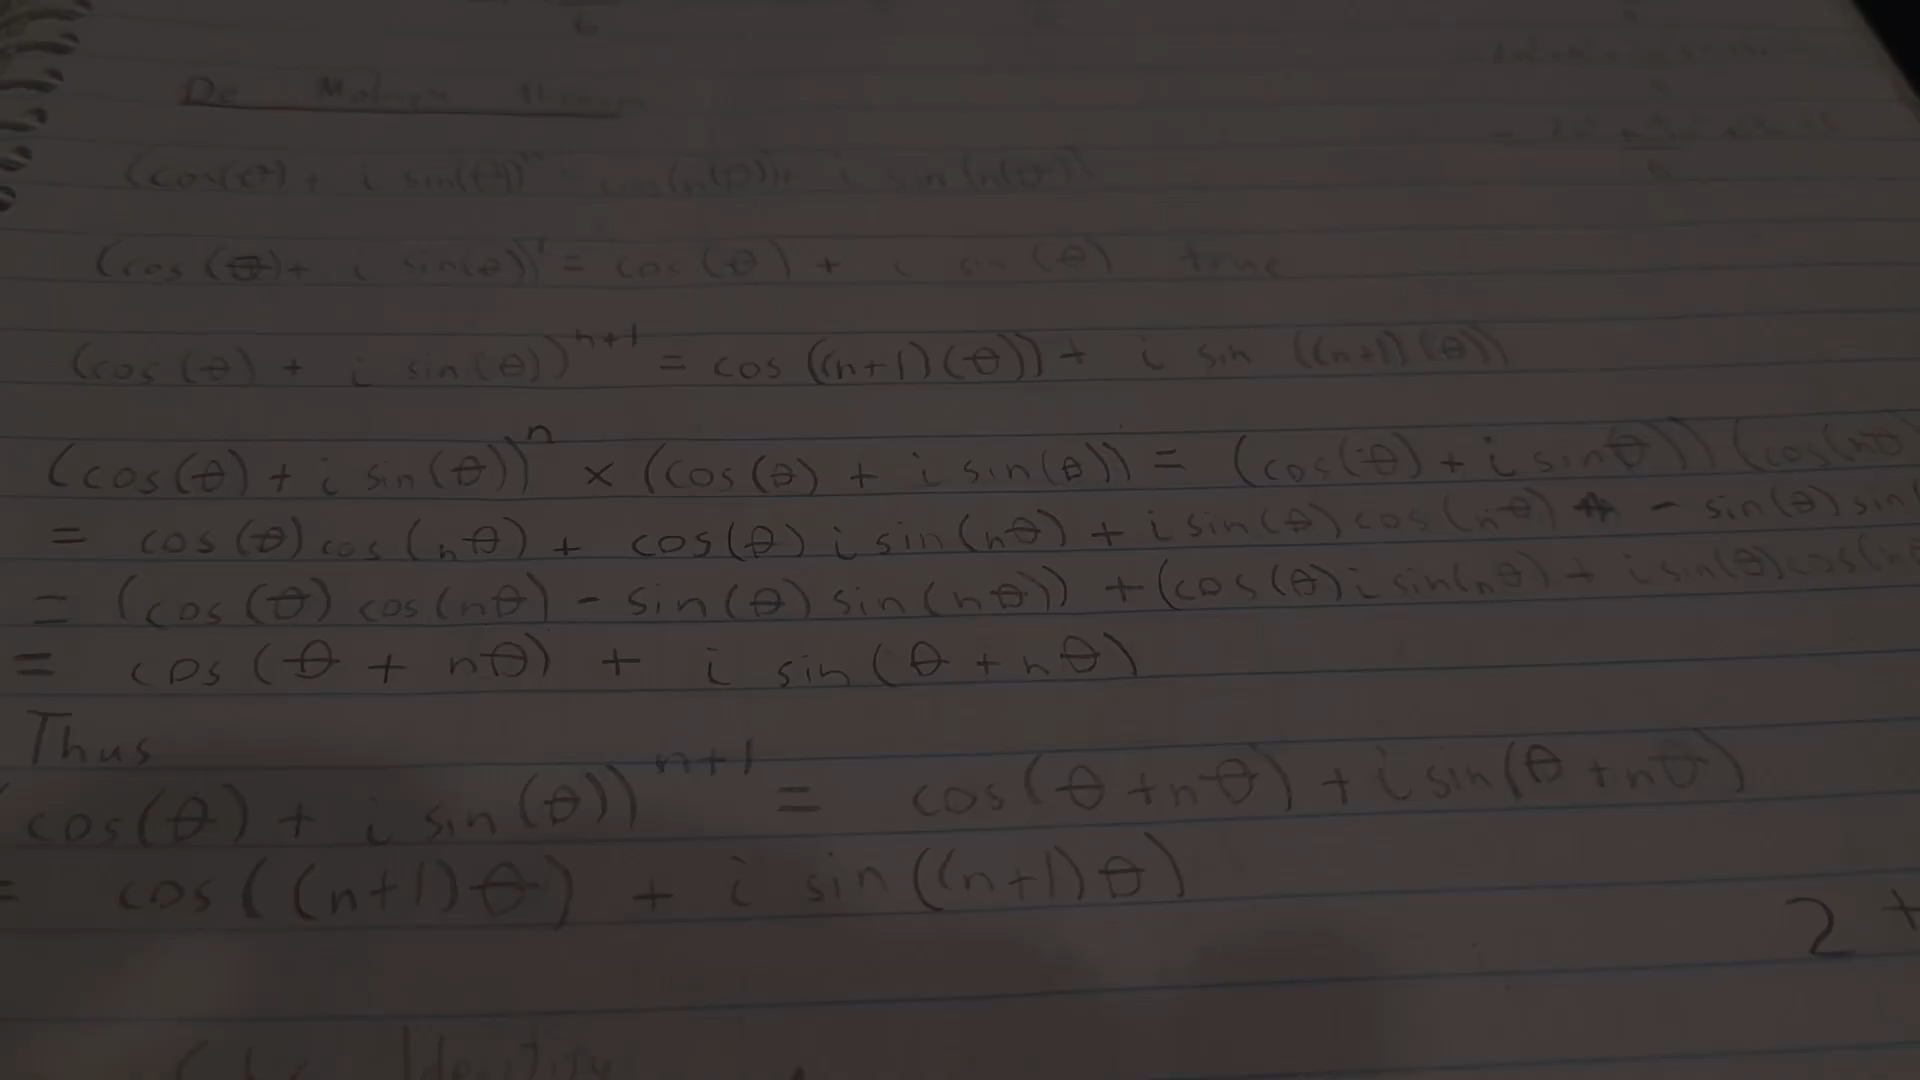 6
De Moivre's theorem
(cos(θ) + i sin(θ))ⁿ = cos(n(θ)) + i sin(n(θ))
(cos(θ) + i sin(θ))¹ = cos(θ) + i sin(θ) true
(cos(θ) + i sin(θ))ⁿ⁺¹ = cos((n+1)(θ)) + i sin((n+1)(θ))
(cos(θ) + i sin(θ))ⁿ × (cos(θ) + i sin(θ)) = (cos(θ) + i sinθ)) (cos(nθ)
= cos(θ) cos(nθ) + cos(θ) i sin(nθ) + i sin(θ) cos(nθ) - sin(θ) sin(
= (cos(θ) cos(nθ) - sin(θ) sin(nθ)) + (cos(θ) i sin(nθ) + i sin(θ) cos(nθ
= cos(θ + nθ) + i sin(θ + nθ)
Thus
(cos(θ) + i sin(θ))ⁿ⁺¹ = cos(θ + nθ) + i sin(θ + nθ)
= cos((n+1)θ) + i sin((n+1)θ)
2 +
Identity